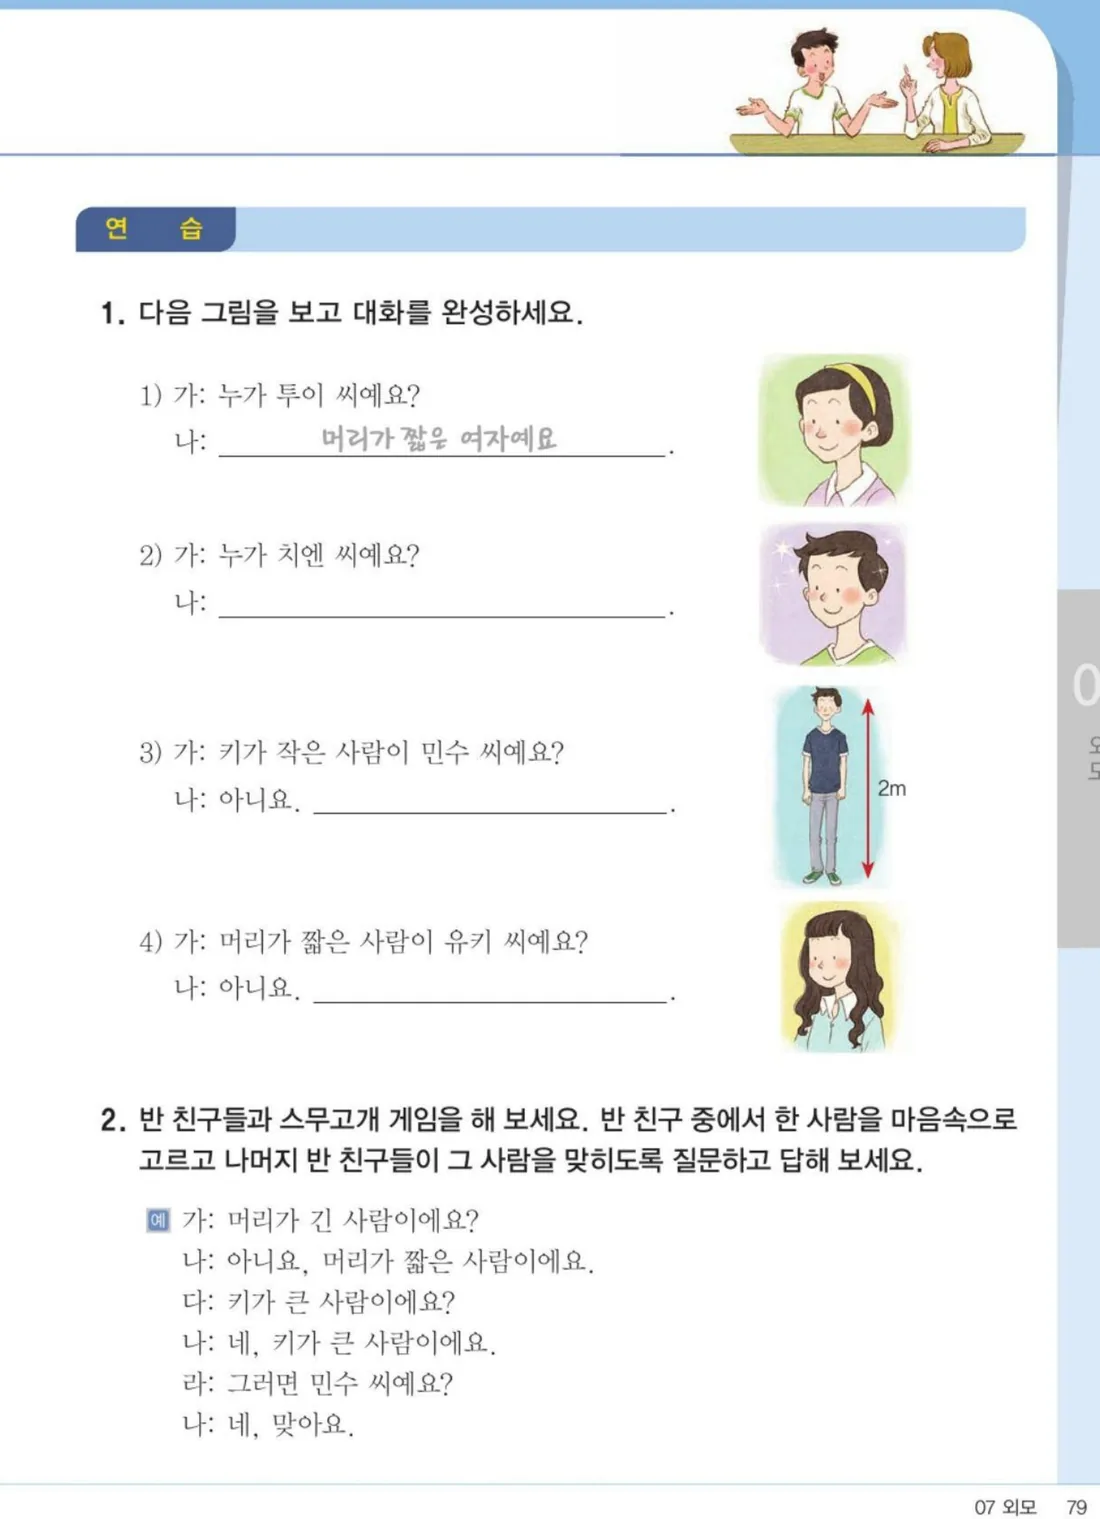 연 습
1. 다음 그림을 보고 대화를 완성하세요.
1) 가: 누가 투이 씨예요?
나: 머리가 짧은 여자예요.
2) 가: 누가 치엔 씨예요?
나: .
3) 가: 키가 작은 사람이 민수 씨예요?
나: 아니요. .
2m
4) 가: 머리가 짧은 사람이 유키 씨예요?
나: 아니요. .
2. 반 친구들과 스무고개 게임을 해 보세요. 반 친구 중에서 한 사람을 마음속으로
고르고 나머지 반 친구들이 그 사람을 맞히도록 질문하고 답해 보세요.
예 가: 머리가 긴 사람이에요?
나: 아니요, 머리가 짧은 사람이에요.
다: 키가 큰 사람이에요?
나: 네, 키가 큰 사람이에요.
라: 그러면 민수 씨예요?
나: 네, 맞아요.
07 외모 79